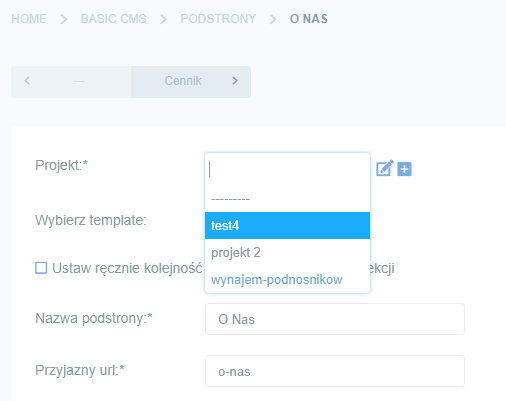 HOME > BASIC CMS > PODSTRONY > O NAS
< --- Cennik >
Projekt:*
---------
Wybierz template:
test4
projekt 2
Ustaw ręcznie kolejność ekcji
wynajem-podnosnikow
Nazwa podstrony:* O Nas
Przyjazny url:* o-nas